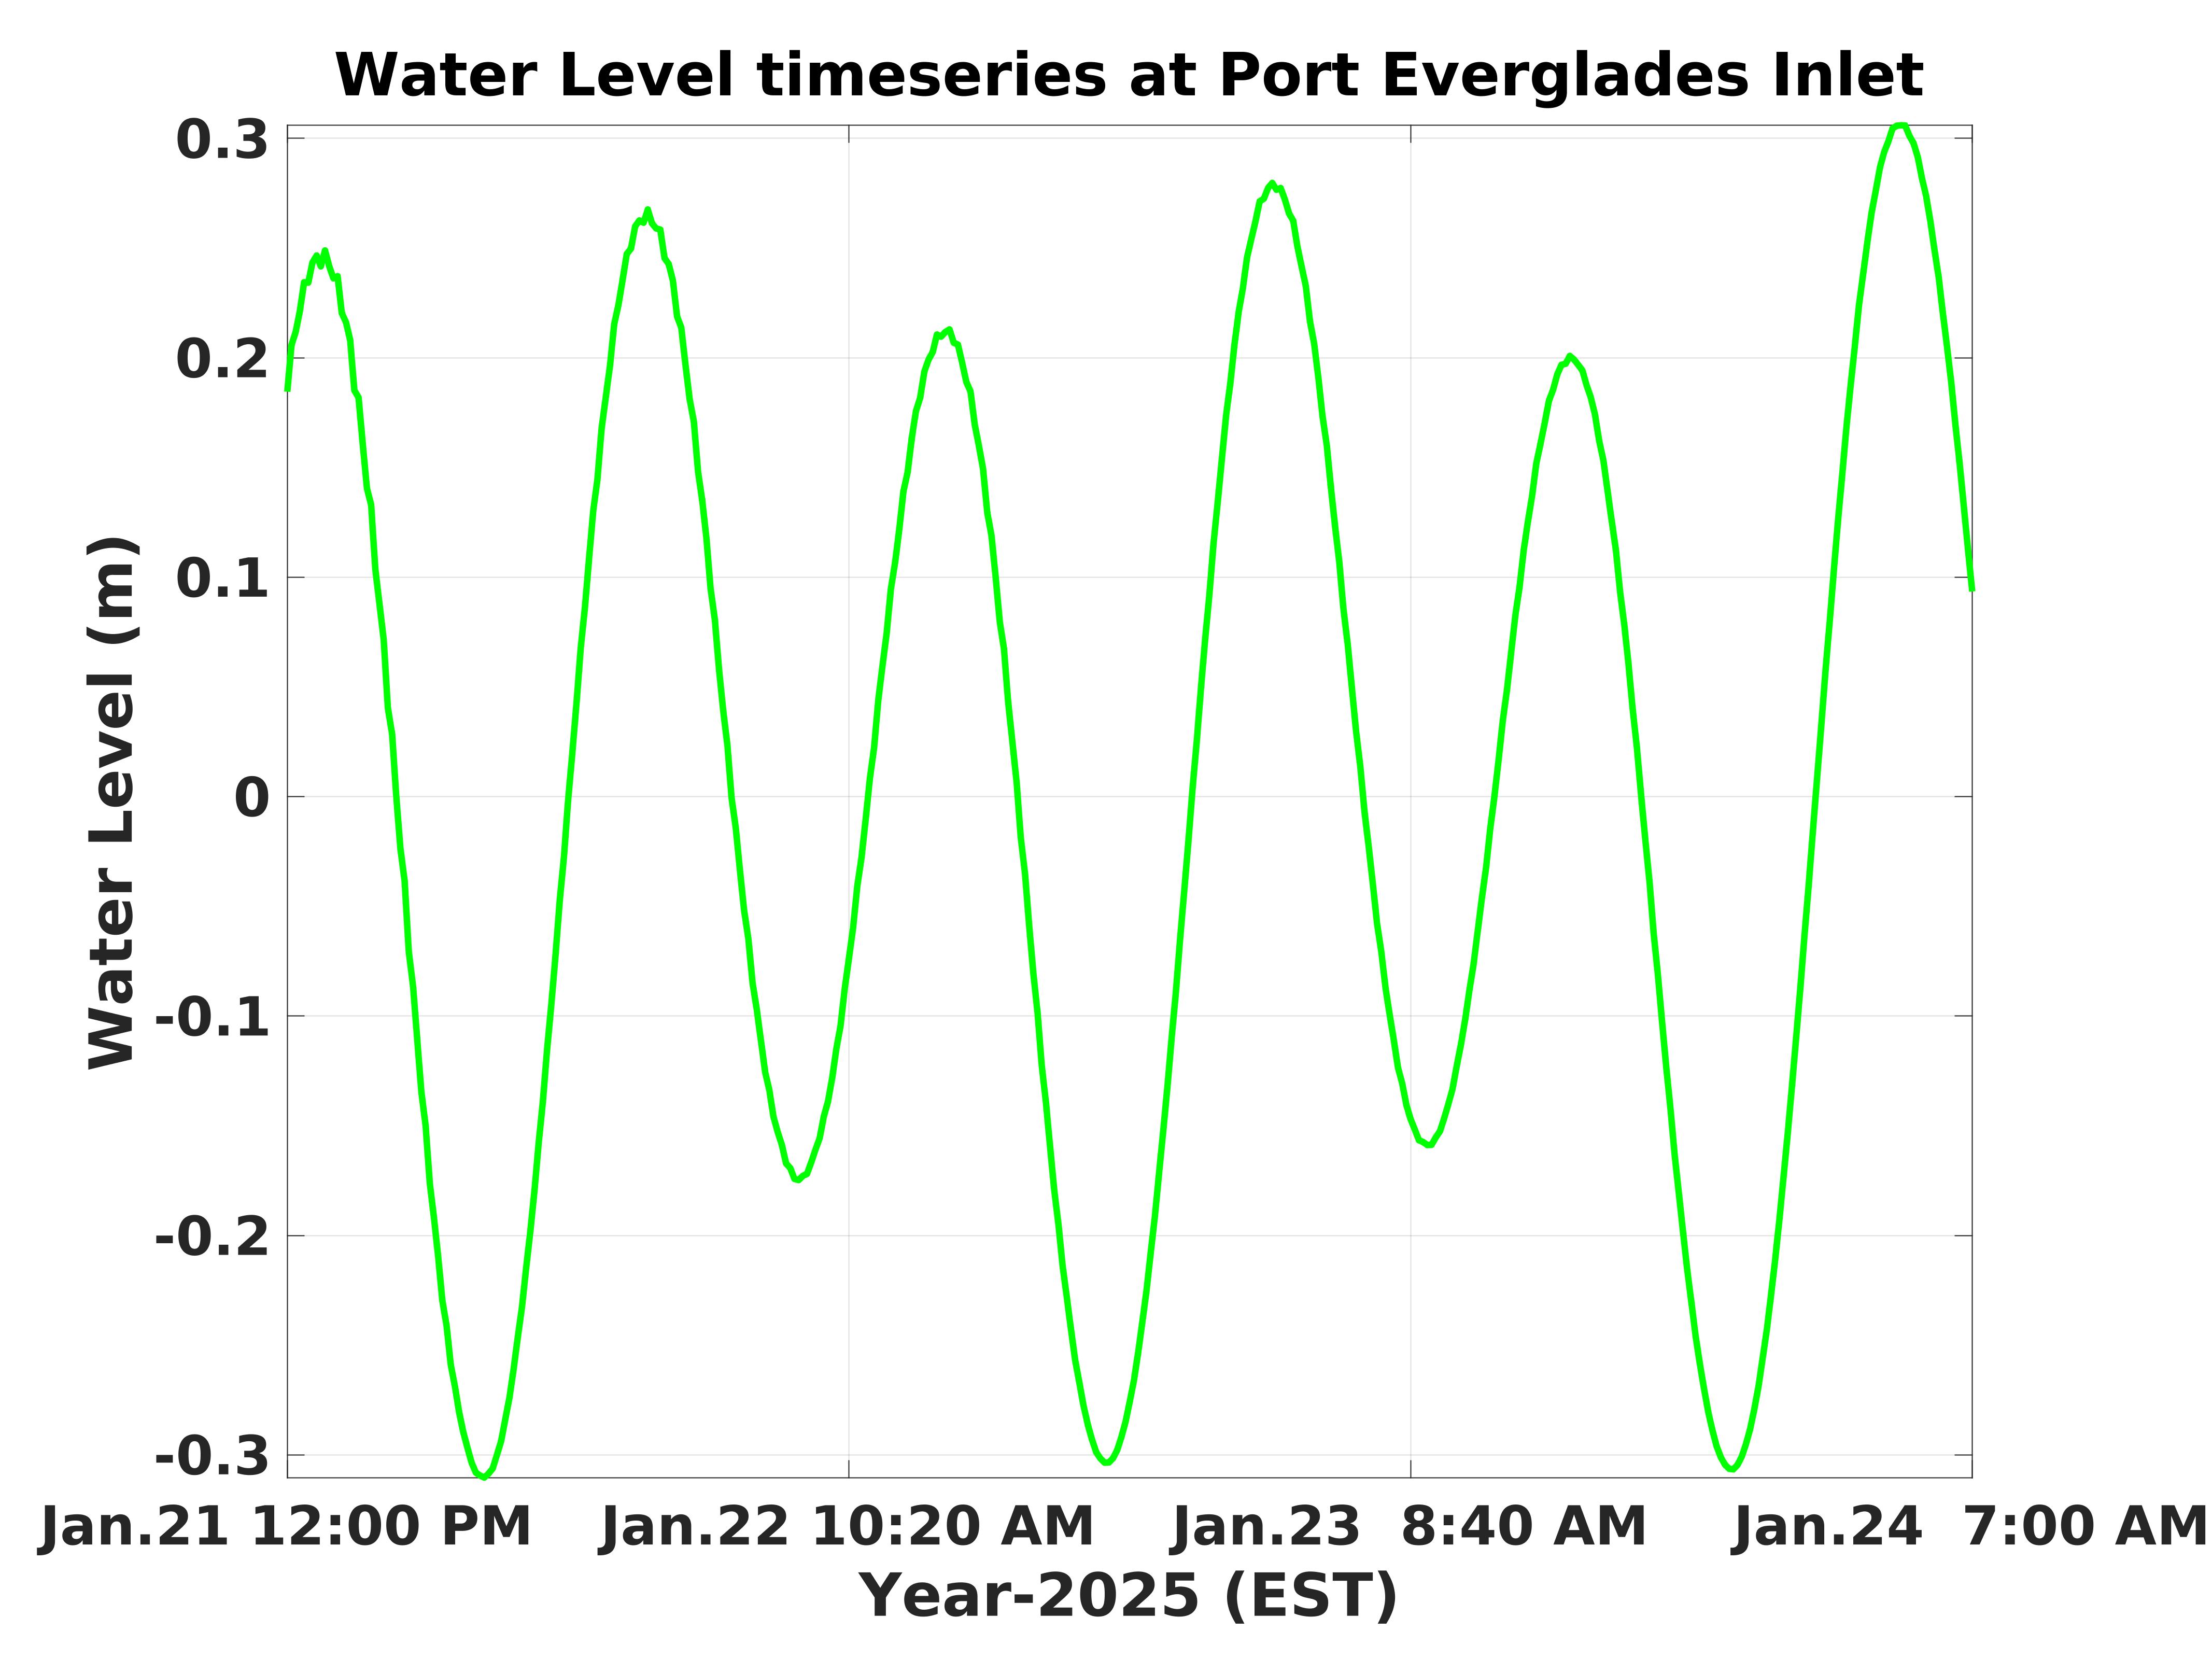 Water Level timeseries at Port Everglades Inlet
0.3
0.2
0.1
0
-0.1
-0.2
-0.3
Water Level (m)
Jan.21 12:00 PM Jan.22 10:20 AM Jan.23 8:40 AM Jan.24 7:00 AM
Year-2025 (EST)